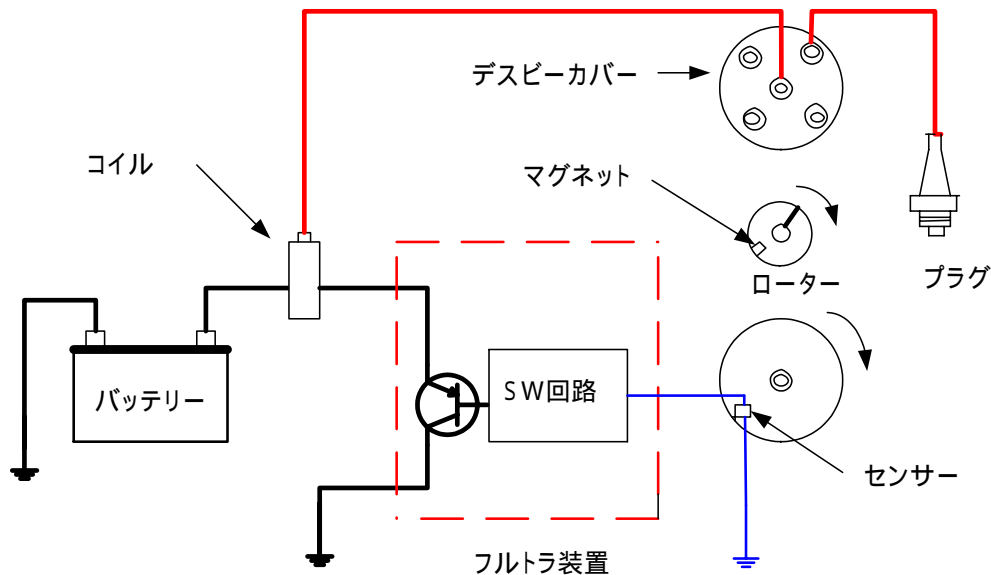 デスビーカバー
コイル
マグネット
ローター
プラグ
バッテリー
SW回路
センサー
フルトラ装置